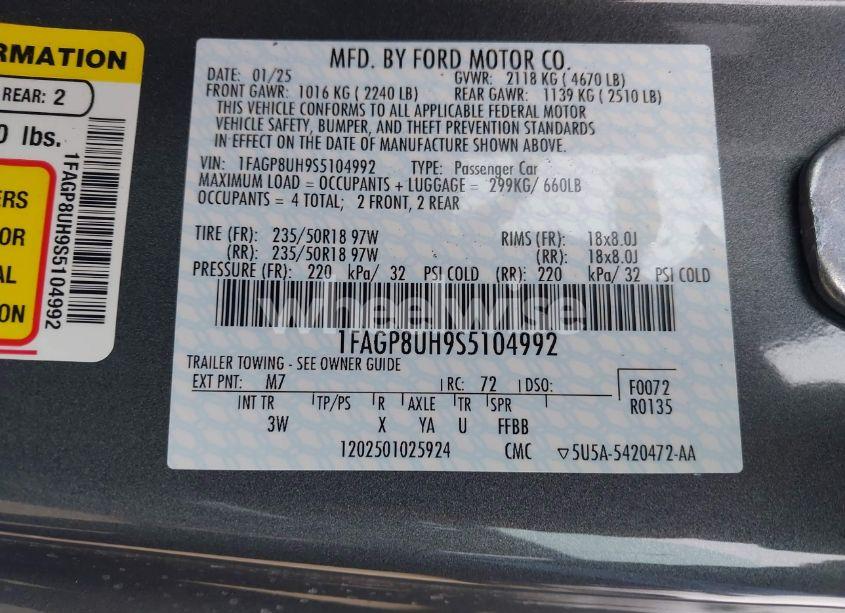 RMATION
REAR: 2
0 lbs.
1FAGP8UH9S5104992
ERS
OR
AL
ON
MFD. BY FORD MOTOR CO.
DATE: 01/25 GVWR: 2118 KG ( 4670 LB)
FRONT GAWR: 1016 KG ( 2240 LB) REAR GAWR: 1139 KG ( 2510 LB)
THIS VEHICLE CONFORMS TO ALL APPLICABLE FEDERAL MOTOR
VEHICLE SAFETY, BUMPER, AND THEFT PREVENTION STANDARDS
IN EFFECT ON THE DATE OF MANUFACTURE SHOWN ABOVE.
VIN: 1FAGP8UH9S5104992 TYPE: Passenger Car
MAXIMUM LOAD = OCCUPANTS + LUGGAGE = 299KG/ 660LB
OCCUPANTS = 4 TOTAL; 2 FRONT, 2 REAR
TIRE (FR): 235/50R18 97W RIMS (FR): 18x8.0J
(RR): 235/50R18 97W (RR): 18x8.0J
PRESSURE (FR): 220 kPa/ 32 PSI COLD (RR): 220 kPa/ 32 PSI COLD
wheelwise
1FAGP8UH9S5104992
TRAILER TOWING - SEE OWNER GUIDE
EXT PNT: M7 RC: 72 DSO: F0072
R0135
INT TR TP/PS R AXLE TR SPR
3W X YA U FFBB
1202501025924 CMC ▽5U5A-5420472-AA